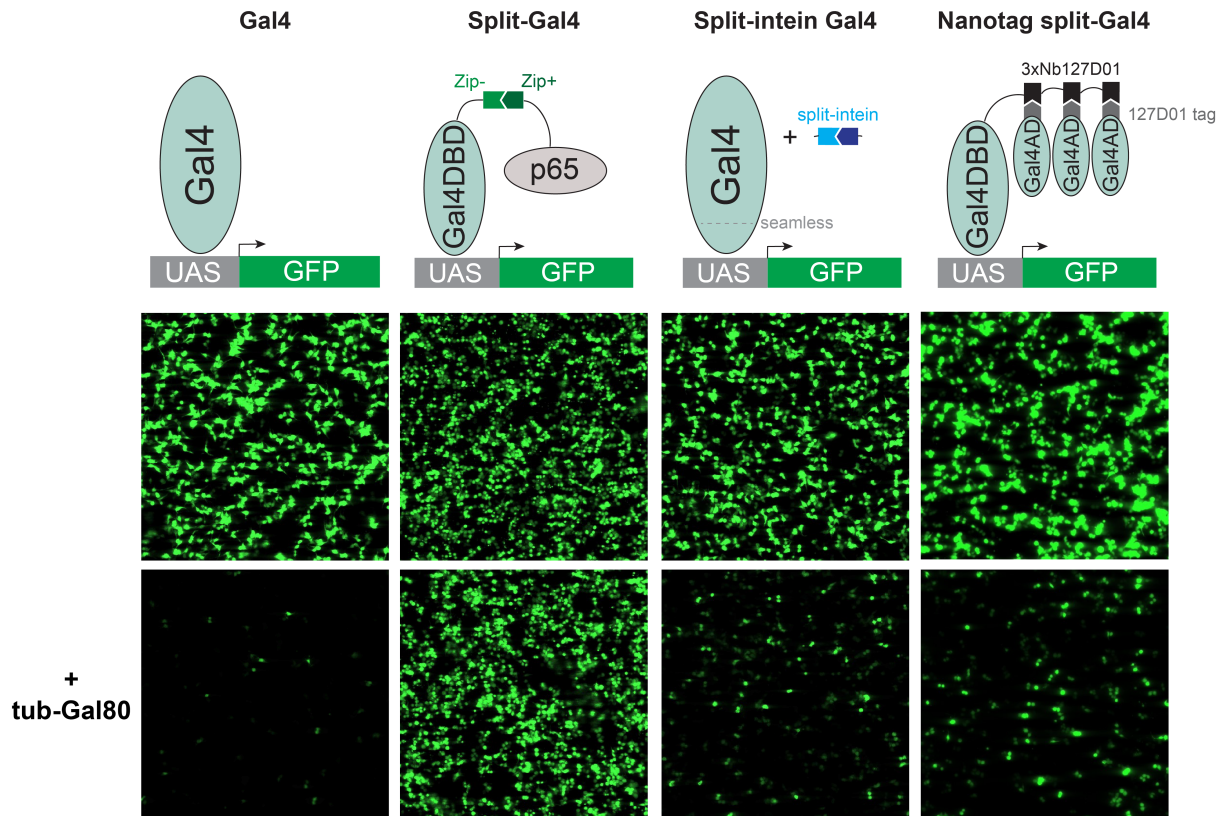 Gal4
Split-Gal4
Split-intein Gal4
Nanotag split-Gal4
Gal4
UAS
GFP
Zip-
Zip+
Gal4DBD
p65
UAS
GFP
Gal4
+
split-intein
seamless
UAS
GFP
3xNb127D01
127D01 tag
Gal4DBD
Gal4AD
Gal4AD
Gal4AD
UAS
GFP
+
tub-Gal80